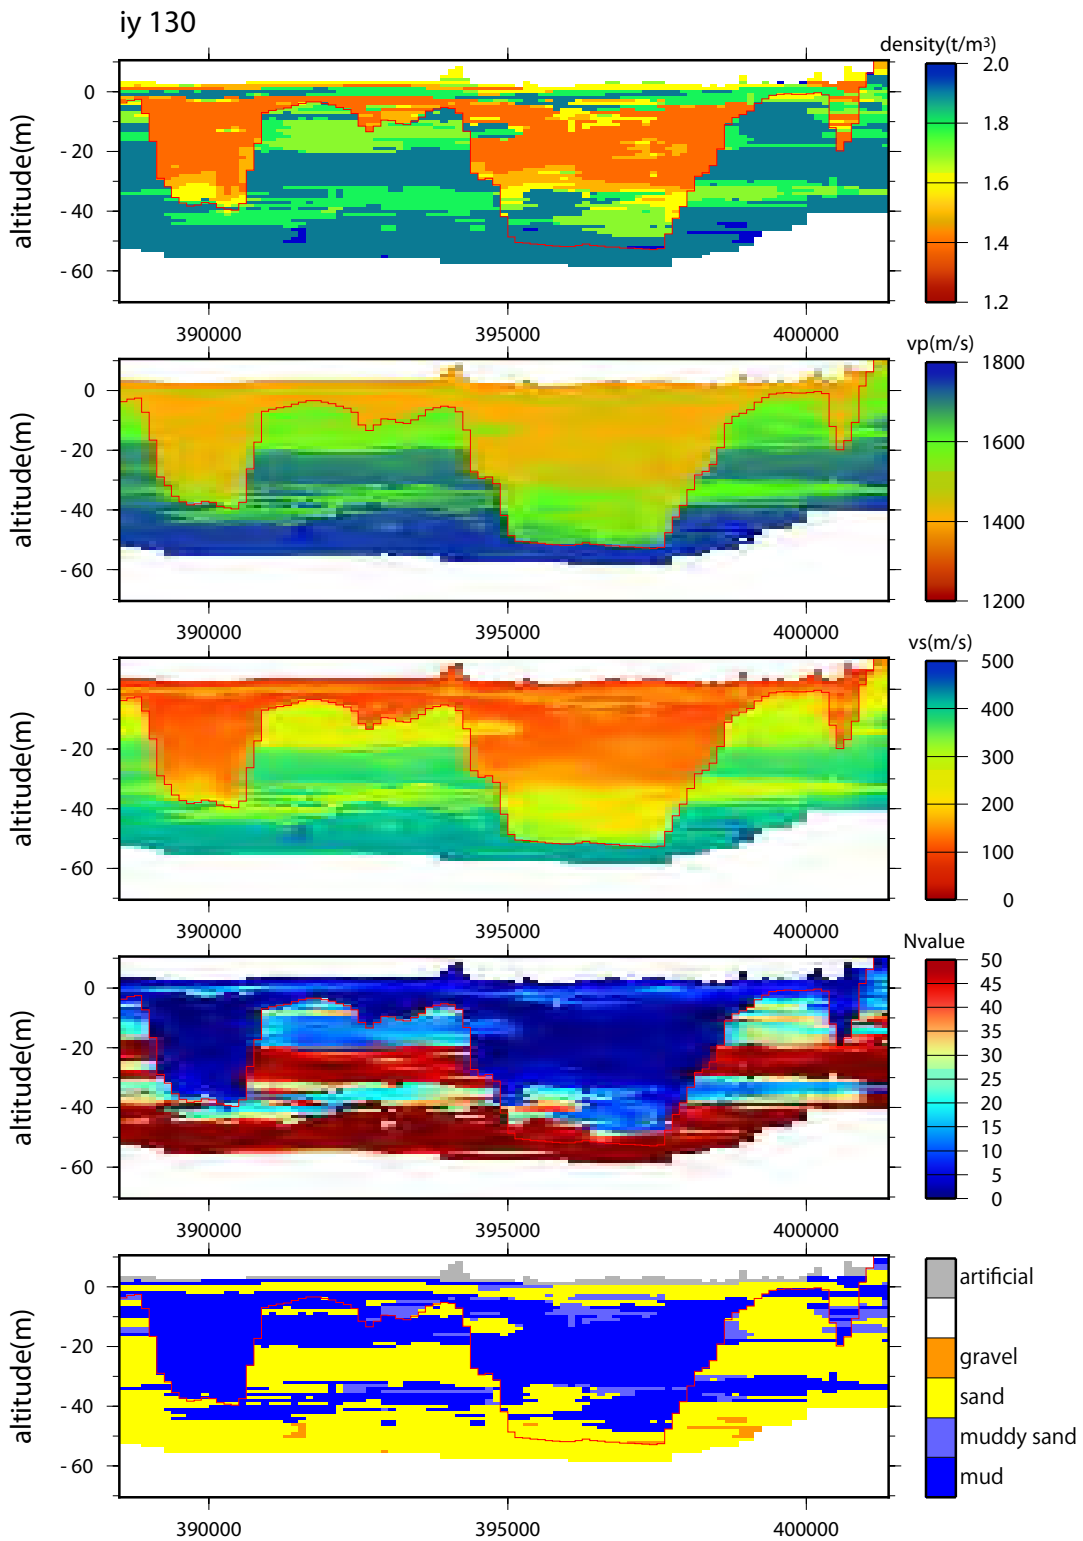 iy 130
density(t/m³)
altitude(m)
0
- 20
- 40
- 60
2.0
1.8
1.6
1.4
1.2
390000 395000 400000
vp(m/s)
altitude(m)
0
- 20
- 40
- 60
1800
1600
1400
1200
390000 395000 400000
vs(m/s)
altitude(m)
0
- 20
- 40
- 60
500
400
300
200
100
0
390000 395000 400000
Nvalue
altitude(m)
0
- 20
- 40
- 60
50
45
40
35
30
25
20
15
10
5
0
390000 395000 400000
altitude(m)
0
- 20
- 40
- 60
artificial
gravel
sand
muddy sand
mud
390000 395000 400000